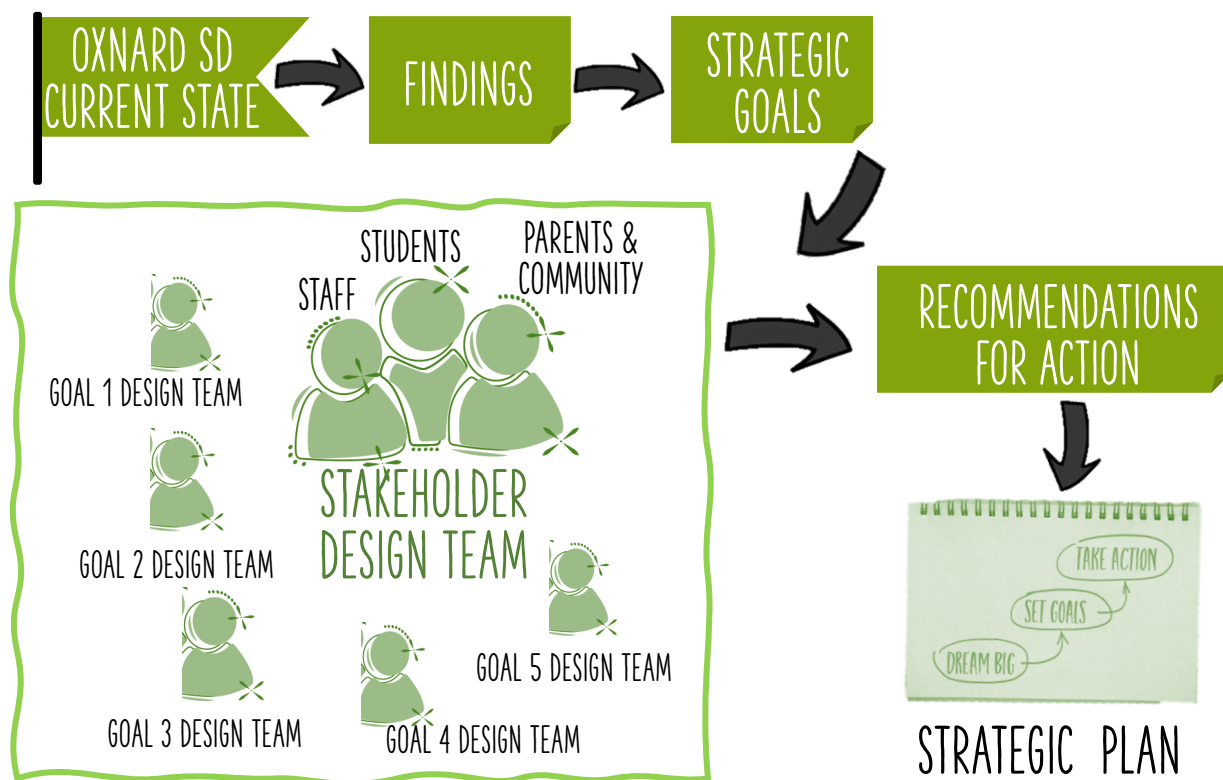 OXNARD SD
CURRENT STATE
FINDINGS
STRATEGIC
GOALS
STUDENTS
PARENTS &
COMMUNITY
STAFF
GOAL 1 DESIGN TEAM
GOAL 2 DESIGN TEAM
STAKEHOLDER
DESIGN TEAM
GOAL 3 DESIGN TEAM
GOAL 4 DESIGN TEAM
GOAL 5 DESIGN TEAM
RECOMMENDATIONS
FOR ACTION
TAKE ACTION
SET GOALS
DREAM BIG
STRATEGIC PLAN